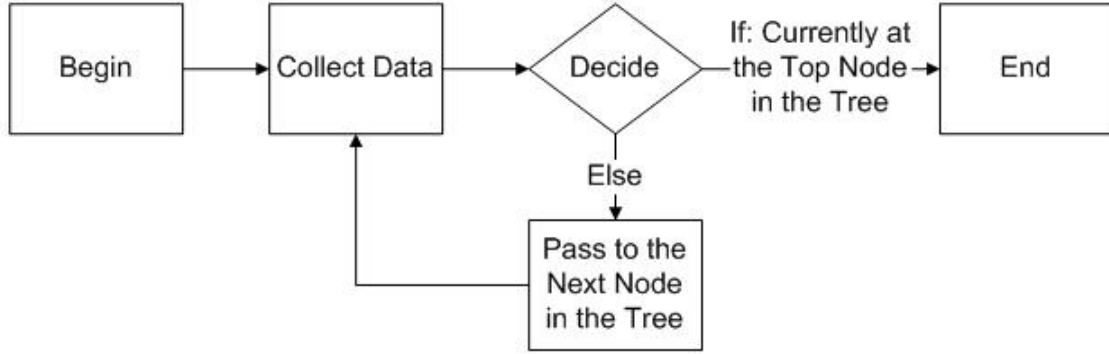 Begin
Collect Data
Decide
If: Currently at
the Top Node
in the Tree
End
Else
Pass to the
Next Node
in the Tree